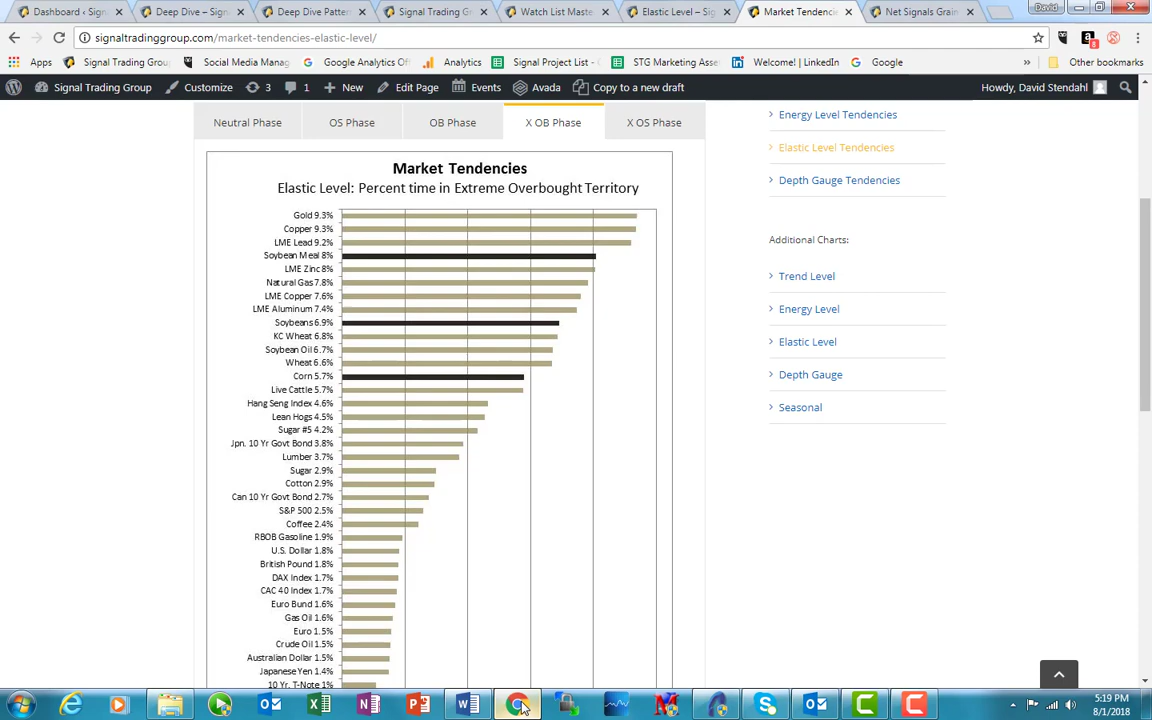 Dashboard ‹ Sign
Deep Dive – Signa
Deep Dive Pattern
Signal Trading Gr
Watch List Maste
Elastic Level – Sig
Market Tendencie
Net Signals Grain
David
signaltradinggroup.com/market-tendencies-elastic-level/
8
Apps
Signal Trading Grou
Social Media Manag
Google Analytics Of
Analytics
Signal Project List -
STG Marketing Asse
Welcome! | LinkedIn
Google
»
Other bookmarks
Signal Trading Group
Customize
3
1
New
Edit Page
Events
Avada
Copy to a new draft
Howdy, David Stendahl
Neutral Phase
OS Phase
OB Phase
X OB Phase
X OS Phase
Market Tendencies
Elastic Level: Percent time in Extreme Overbought Territory
Gold 9.3%
Copper 9.3%
LME Lead 9.2%
Soybean Meal 8%
LME Zinc 8%
Natural Gas 7.8%
LME Copper 7.6%
LME Aluminum 7.4%
Soybeans 6.9%
KC Wheat 6.8%
Soybean Oil 6.7%
Wheat 6.6%
Corn 5.7%
Live Cattle 5.7%
Hang Seng Index 4.6%
Lean Hogs 4.5%
Sugar #5 4.2%
Jpn. 10 Yr Govt Bond 3.8%
Lumber 3.7%
Sugar 2.9%
Cotton 2.9%
Can 10 Yr Govt Bond 2.7%
S&P 500 2.5%
Coffee 2.4%
RBOB Gasoline 1.9%
U.S. Dollar 1.8%
British Pound 1.8%
DAX Index 1.7%
CAC 40 Index 1.7%
Euro Bund 1.6%
Gas Oil 1.6%
Euro 1.5%
Crude Oil 1.5%
Australian Dollar 1.5%
Japanese Yen 1.4%
10 Yr. T-Note 1%
Energy Level Tendencies
Elastic Level Tendencies
Depth Gauge Tendencies
Additional Charts:
Trend Level
Energy Level
Elastic Level
Depth Gauge
Seasonal
5:19 PM
8/1/2018